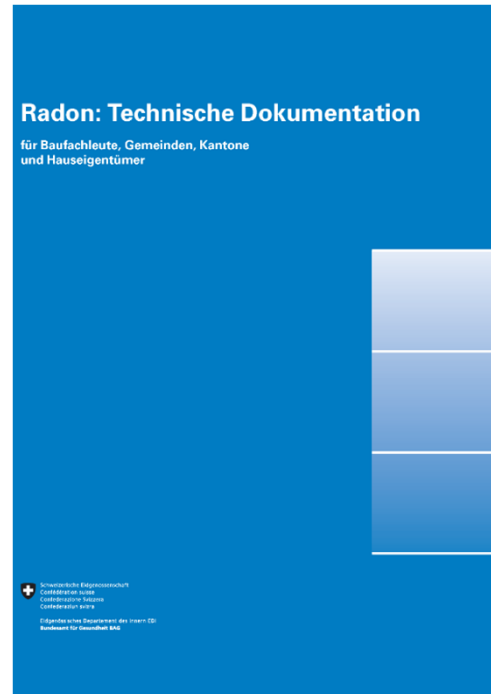 Radon: Technische Dokumentation
für Baufachleute, Gemeinden, Kantone
und Hauseigentümer
Schweizerische Eidgenossenschaft
Confédération suisse
Confederazione Svizzera
Confederaziun svizra
Eidgenössisches Departement des Innern EDI
Bundesamt für Gesundheit BAG